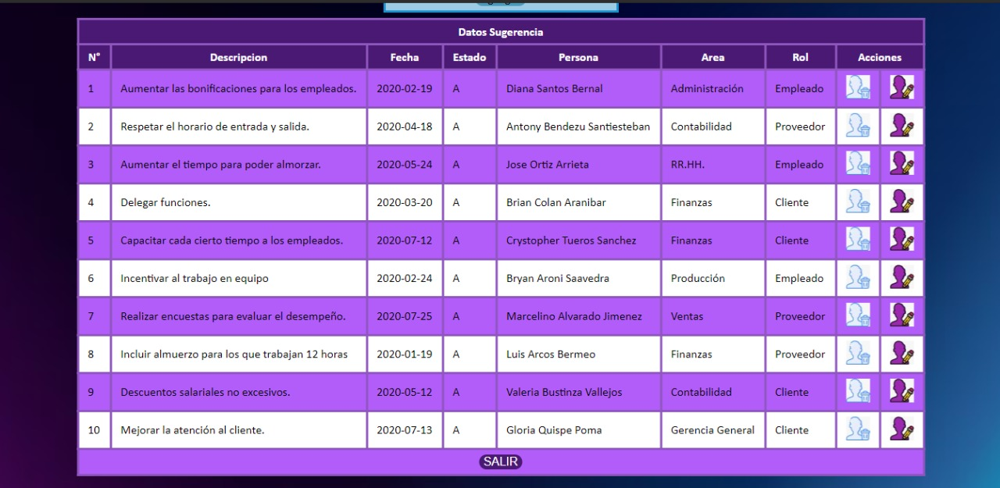 Datos Sugerencia
N° Descripcion Fecha Estado Persona Area Rol Acciones
1 Aumentar las bonificaciones para los empleados. 2020-02-19 A Diana Santos Bernal Administración Empleado
2 Respetar el horario de entrada y salida. 2020-04-18 A Antony Bendezu Santiesteban Contabilidad Proveedor
3 Aumentar el tiempo para poder almorzar. 2020-05-24 A Jose Ortiz Arrieta RR.HH. Empleado
4 Delegar funciones. 2020-03-20 A Brian Colan Aranibar Finanzas Cliente
5 Capacitar cada cierto tiempo a los empleados. 2020-07-12 A Crystopher Tueros Sanchez Finanzas Cliente
6 Incentivar al trabajo en equipo 2020-02-24 A Bryan Aroni Saavedra Producción Empleado
7 Realizar encuestas para evaluar el desempeño. 2020-07-25 A Marcelino Alvarado Jimenez Ventas Proveedor
8 Incluir almuerzo para los que trabajan 12 horas 2020-01-19 A Luis Arcos Bermeo Finanzas Proveedor
9 Descuentos salariales no excesivos. 2020-05-12 A Valeria Bustinza Vallejos Contabilidad Cliente
10 Mejorar la atención al cliente. 2020-07-13 A Gloria Quispe Poma Gerencia General Cliente
SALIR